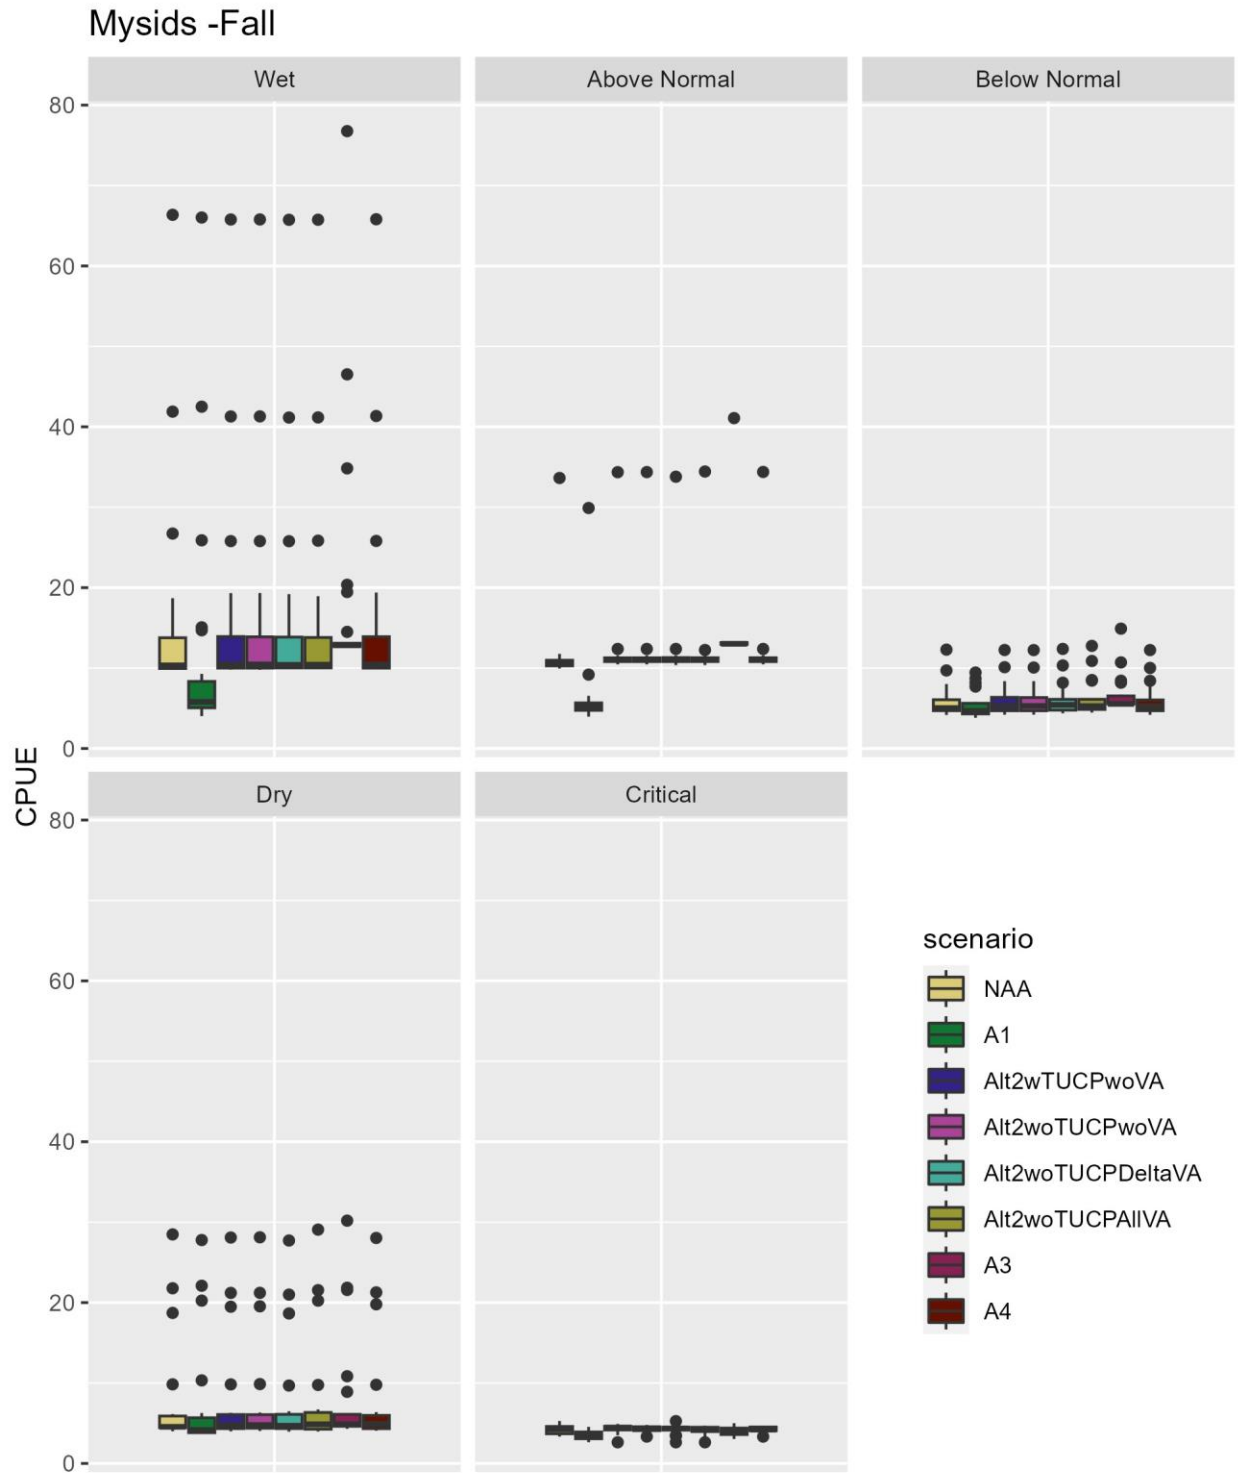 Mysids -Fall
Wet
Above Normal
Below Normal
80
60
40
20
0
CPUE
Dry
Critical
80
60
40
20
0
scenario
NAA
A1
Alt2wTUCPwoVA
Alt2woTUCPwoVA
Alt2woTUCPDeltaVA
Alt2woTUCPAllVA
A3
A4